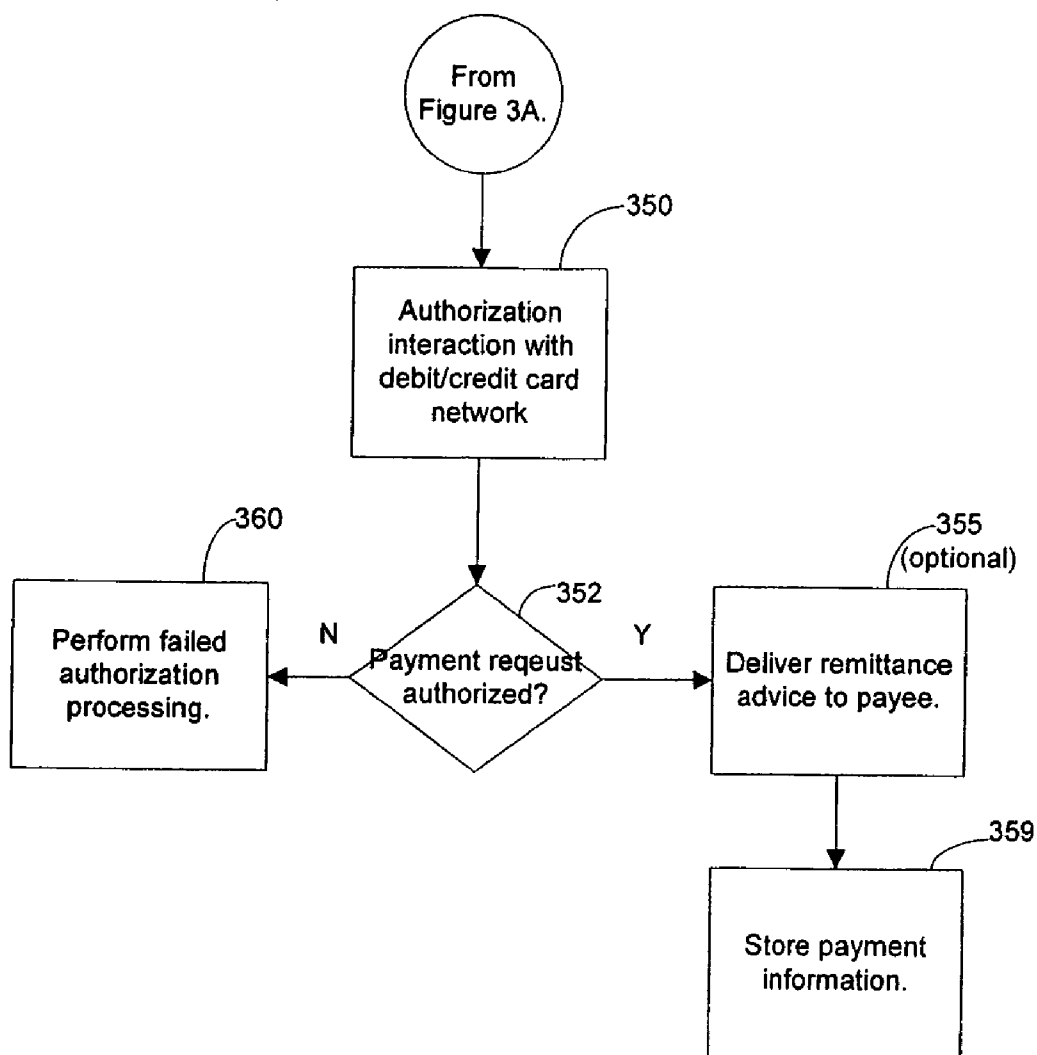 From
Figure 3A.
350
Authorization
interaction with
debit/credit card
network
360
352
355
(optional)
N
Y
Perform failed
authorization
processing.
Payment reqeust
authorized?
Deliver remittance
advice to payee.
359
Store payment
information.